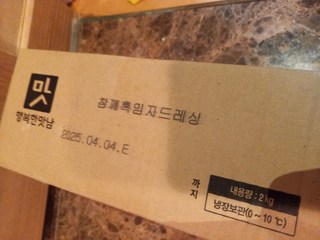 맛
행복한맛남
참깨흑임자드레싱
2025.04.04.E
까지
내용량 : 2kg
냉장보관(0~10℃)